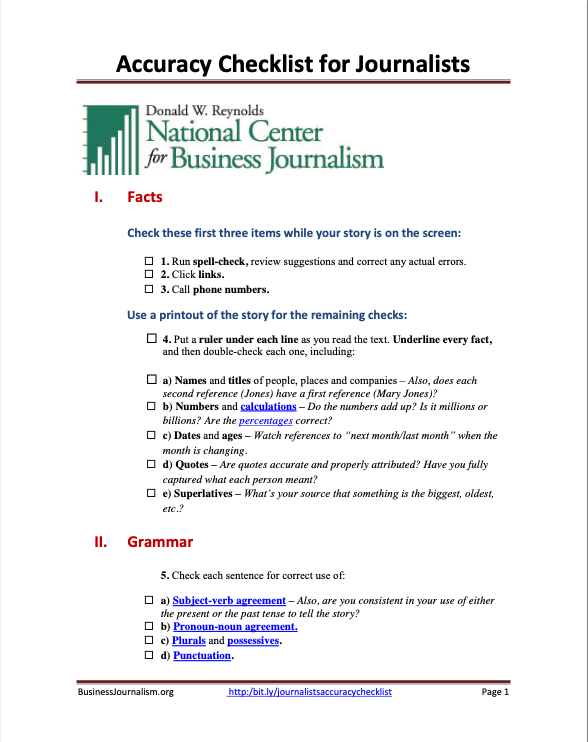 Accuracy Checklist for Journalists
Donald W. Reynolds
National Center
for Business Journalism
I. Facts
Check these first three items while your story is on the screen:
☐ 1. Run spell-check, review suggestions and correct any actual errors.
☐ 2. Click links.
☐ 3. Call phone numbers.
Use a printout of the story for the remaining checks:
☐ 4. Put a ruler under each line as you read the text. Underline every fact,
and then double-check each one, including:
☐ a) Names and titles of people, places and companies – Also, does each
second reference (Jones) have a first reference (Mary Jones)?
☐ b) Numbers and calculations – Do the numbers add up? Is it millions or
billions? Are the percentages correct?
☐ c) Dates and ages – Watch references to “next month/last month” when the
month is changing.
☐ d) Quotes – Are quotes accurate and properly attributed? Have you fully
captured what each person meant?
☐ e) Superlatives – What’s your source that something is the biggest, oldest,
etc.?
II. Grammar
5. Check each sentence for correct use of:
☐ a) Subject-verb agreement – Also, are you consistent in your use of either
the present or the past tense to tell the story?
☐ b) Pronoun-noun agreement.
☐ c) Plurals and possessives.
☐ d) Punctuation.
BusinessJournalism.org http:/bit.ly/journalistsaccuracychecklist Page 1